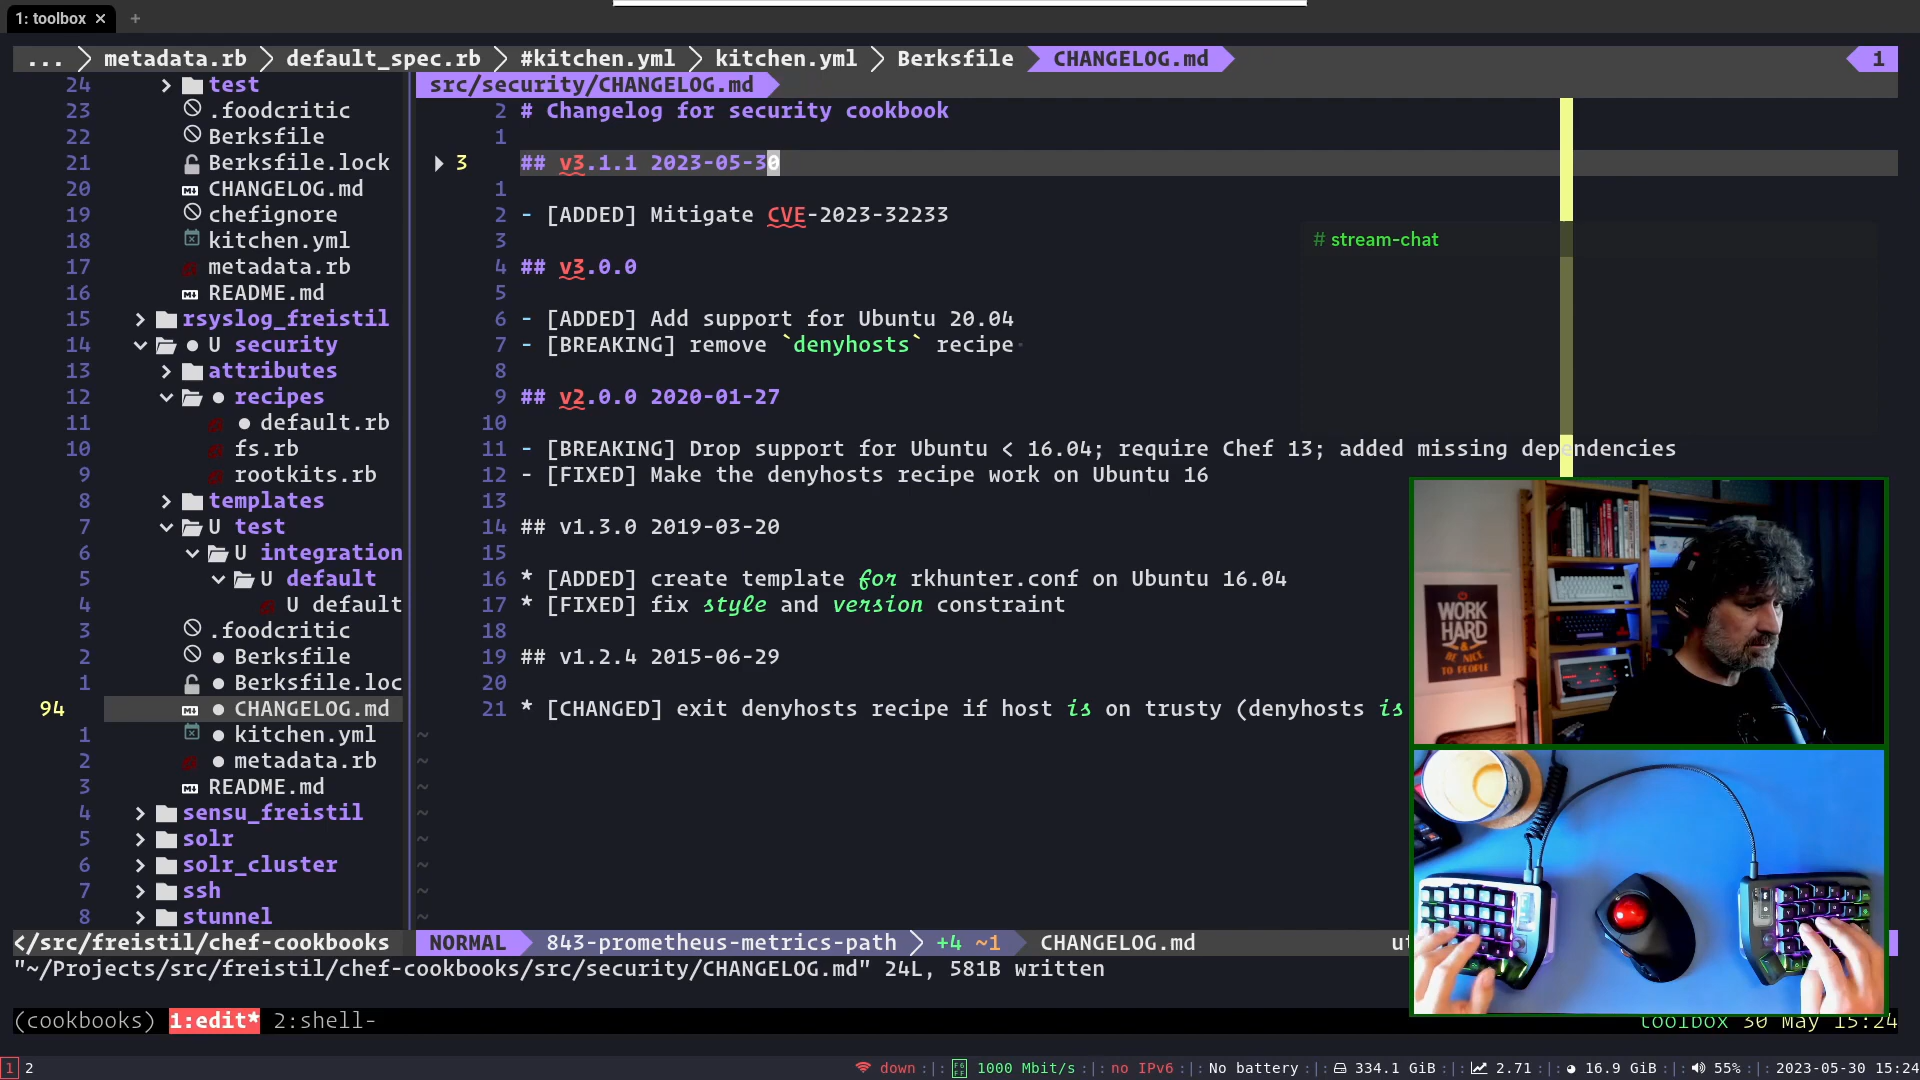 1: toolbox × +
... metadata.rb default_spec.rb #kitchen.yml kitchen.yml Berksfile CHANGELOG.md 1
24 test
23 .foodcritic
22 Berksfile
21 Berksfile.lock
20 CHANGELOG.md
19 chefignore
18 kitchen.yml
17 metadata.rb
16 README.md
15 rsyslog_freistil
14 U security
13 attributes
12 recipes
11 default.rb
10 fs.rb
9 rootkits.rb
8 templates
7 U test
6 U integration
5 U default
4 U default
3 .foodcritic
2 Berksfile
1 Berksfile.loc
94 CHANGELOG.md
1 kitchen.yml
2 metadata.rb
3 README.md
4 sensu_freistil
5 solr
6 solr_cluster
7 ssh
8 stunnel
</src/freistil/chef-cookbooks
src/security/CHANGELOG.md
2 # Changelog for security cookbook
1
3 ## v3.1.1 2023-05-30
1
2 - [ADDED] Mitigate CVE-2023-32233
3
4 ## v3.0.0
5
6 - [ADDED] Add support for Ubuntu 20.04
7 - [BREAKING] remove `denyhosts` recipe
8
9 ## v2.0.0 2020-01-27
10
11 - [BREAKING] Drop support for Ubuntu < 16.04; require Chef 13; added missing dependencies
12 - [FIXED] Make the denyhosts recipe work on Ubuntu 16
13
14 ## v1.3.0 2019-03-20
15
16 * [ADDED] create template for rkhunter.conf on Ubuntu 16.04
17 * [FIXED] fix style and version constraint
18
19 ## v1.2.4 2015-06-29
20
21 * [CHANGED] exit denyhosts recipe if host is on trusty (denyhosts is
~
~
~
~
~
~
~
~
# stream-chat
WORK
HARD
& BE NICE
TO PEOPLE
NORMAL 843-prometheus-metrics-path +4 ~1 CHANGELOG.md ut
"~/Projects/src/freistil/chef-cookbooks/src/security/CHANGELOG.md" 24L, 581B written
(cookbooks) 1:edit* 2:shell- toolbox 30 May 15:24
1 2 down :|: 1000 Mbit/s :|: no IPv6 :|: No battery :|: 334.1 GiB :|: 2.71 :|: 16.9 GiB :|: 55% :|: 2023-05-30 15:24